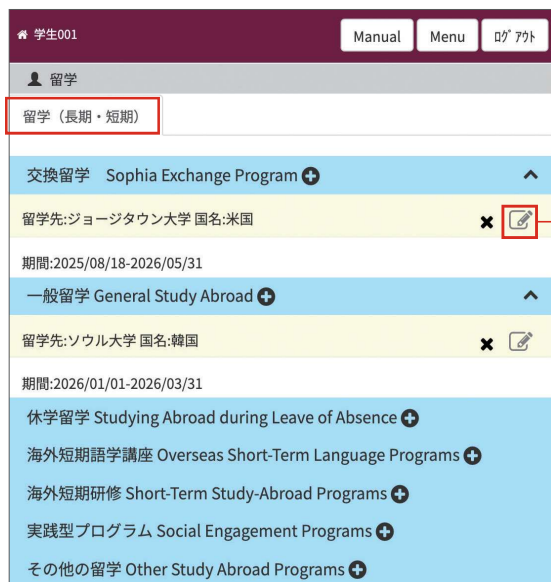 学生001
Manual
Menu
ﾛｸﾞｱｳﾄ
留学
留学（長期・短期）
交換留学　Sophia Exchange Program
留学先:ジョージタウン大学 国名:米国
期間:2025/08/18-2026/05/31
一般留学 General Study Abroad
留学先:ソウル大学 国名:韓国
期間:2026/01/01-2026/03/31
休学留学 Studying Abroad during Leave of Absence
海外短期語学講座 Overseas Short-Term Language Programs
海外短期研修 Short-Term Study-Abroad Programs
実践型プログラム Social Engagement Programs
その他の留学 Other Study Abroad Programs